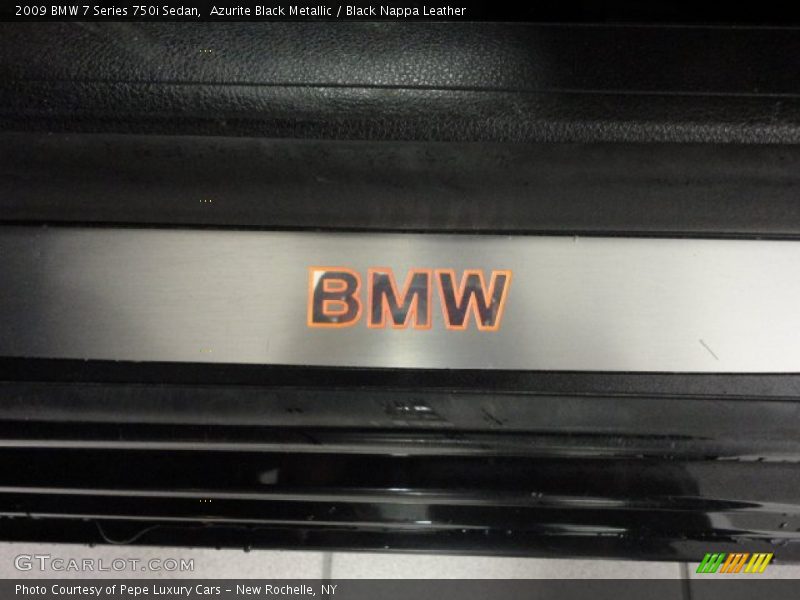 2009 BMW 7 Series 750i Sedan,  Azurite Black Metallic / Black Nappa Leather
BMW
GTCARLOT.COM
Photo Courtesy of Pepe Luxury Cars - New Rochelle, NY